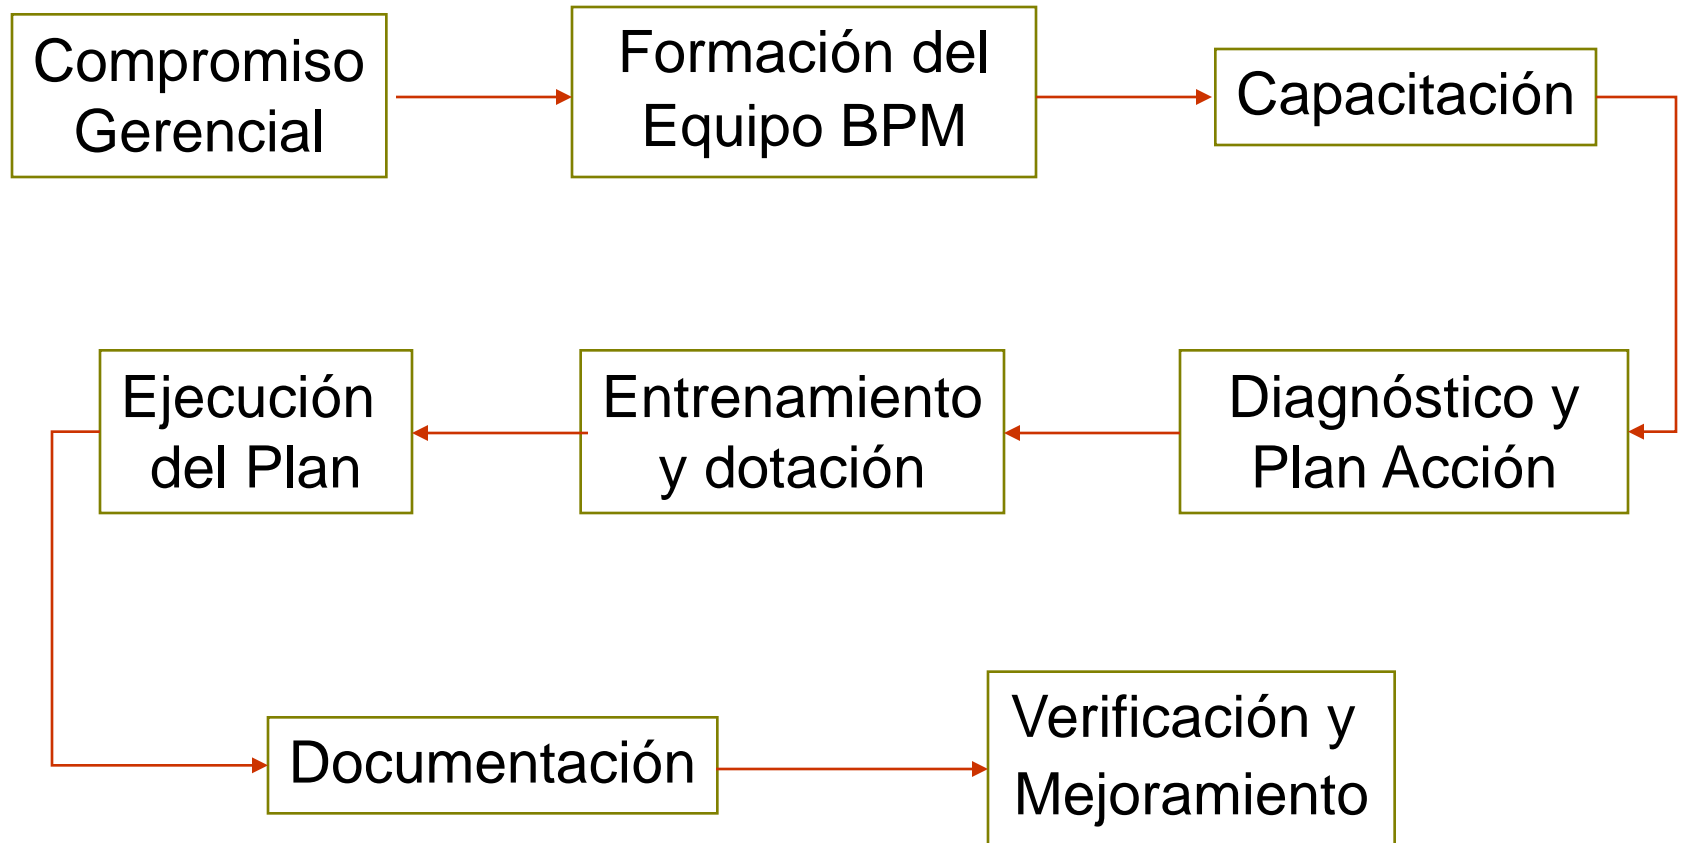 Compromiso
Gerencial
Formación del
Equipo BPM
Capacitación
Diagnóstico y
Plan Acción
Entrenamiento
y dotación
Ejecución
del Plan
Documentación
Verificación y
Mejoramiento